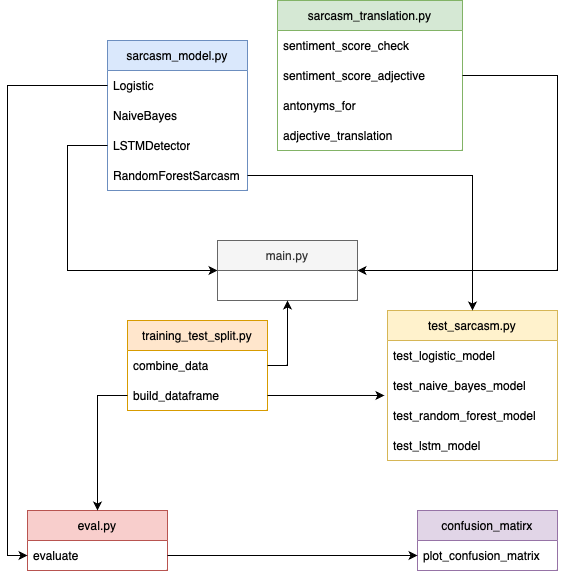 sarcasm_translation.py
sentiment_score_check
sentiment_score_adjective
antonyms_for
adjective_translation
sarcasm_model.py
Logistic
NaiveBayes
LSTMDetector
RandomForestSarcasm
main.py
training_test_split.py
combine_data
build_dataframe
test_sarcasm.py
test_logistic_model
test_naive_bayes_model
test_random_forest_model
test_lstm_model
eval.py
evaluate
confusion_matirx
plot_confusion_matrix